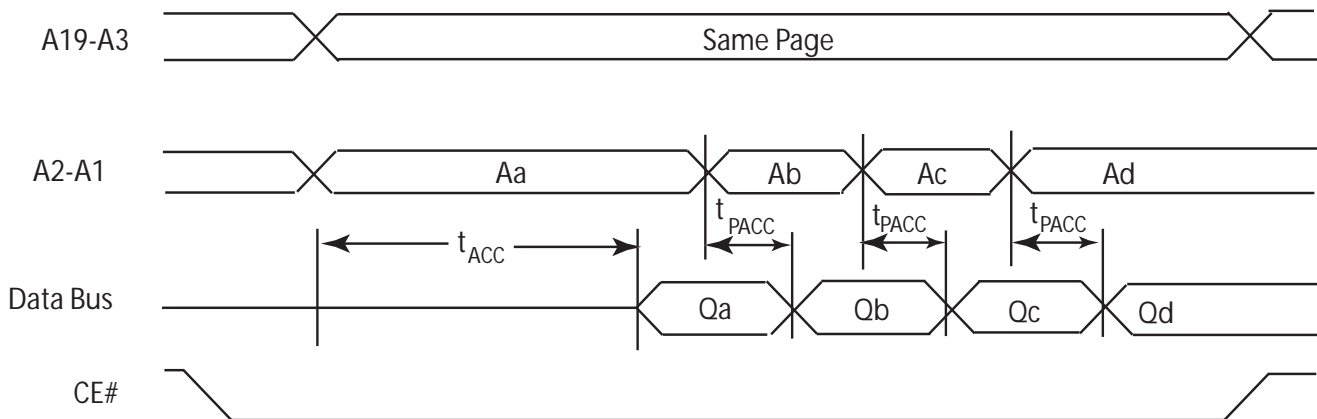 A19-A3
Same Page
A2-A1
Aa
Ab
Ac
Ad
tACC
tPACC
tPACC
tPACC
Data Bus
Qa
Qb
Qc
Qd
CE#